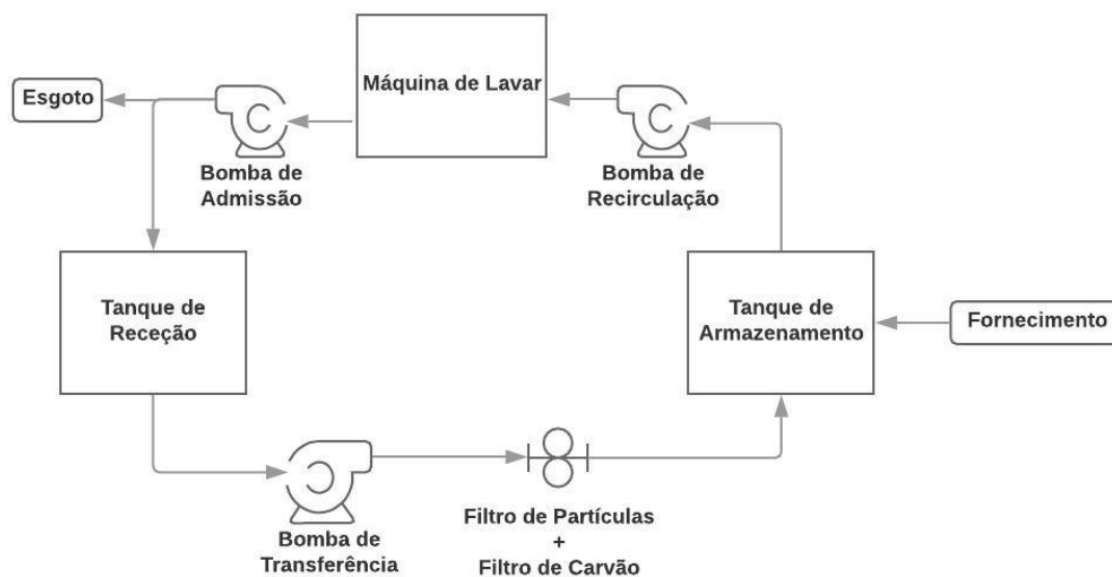 Máquina de Lavar
Esgoto
Bomba de
Admissão
Bomba de
Recirculação
Tanque de
Receção
Tanque de
Armazenamento
Fornecimento
Bomba de
Transferência
Filtro de Partículas
+
Filtro de Carvão